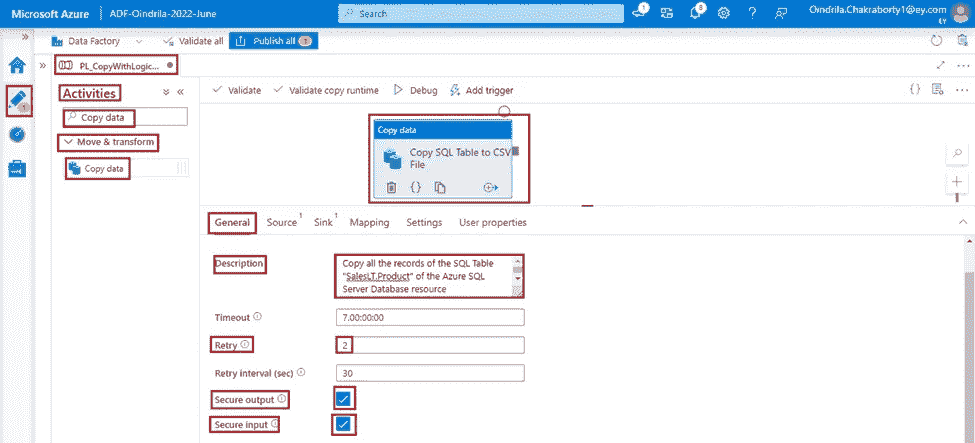 Microsoft Azure
ADF-Oindrila-2022-June
Search
1
8
Oindrila.Chakraborty1@ey.com
EY
Data Factory
Validate all
Publish all 1
PL_CopyWithLogic...
Activities
Copy data
Move & transform
Copy data
1
Validate
Validate copy runtime
Debug
Add trigger
Copy data
Copy SQL Table to CSV
File
General
Source 1
Sink 1
Mapping
Settings
User properties
Description
Copy all the records of the SQL Table
"SalesLT.Product" of the Azure SQL
Server Database resource
Timeout
7.00:00:00
Retry
2
Retry interval (sec)
30
Secure output
Secure input